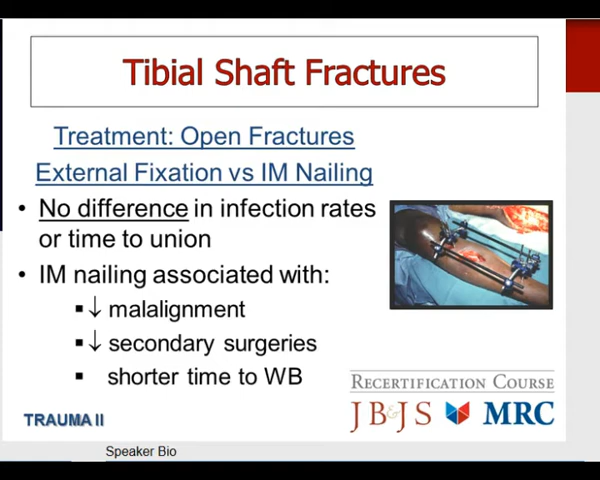 Tibial Shaft Fractures
Treatment: Open Fractures
External Fixation vs IM Nailing
• No difference in infection rates
or time to union
• IM nailing associated with:
▪ ↓ malalignment
▪ ↓ secondary surgeries
▪ shorter time to WB
RECERTIFICATION COURSE
JB&JS MRC
TRAUMA II
Speaker Bio